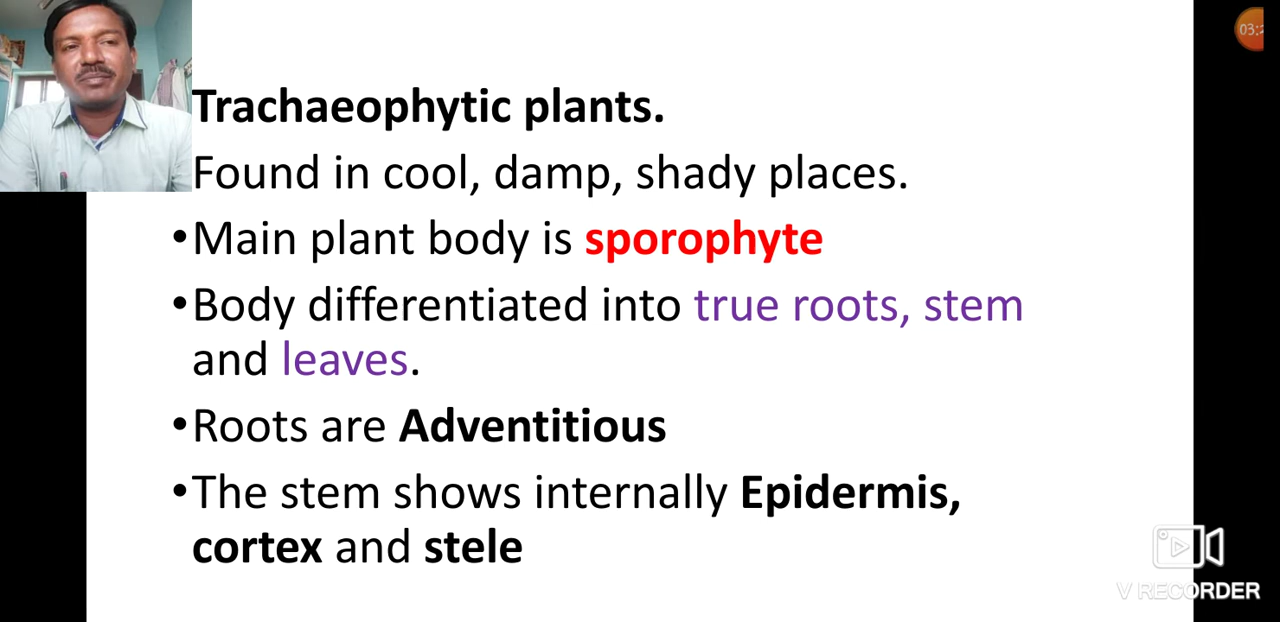 Trachaeophytic plants.
Found in cool, damp, shady places.
•Main plant body is sporophyte
•Body differentiated into true roots, stem
and leaves.
•Roots are Adventitious
•The stem shows internally Epidermis,
cortex and stele
V RECORDER